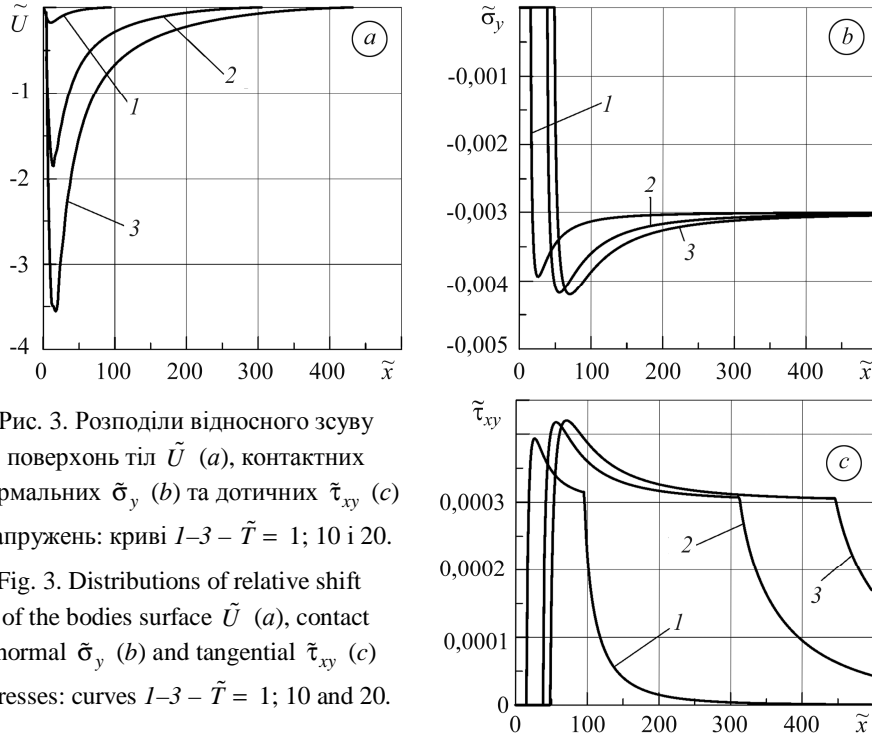 Ũ
a
2
1
3
-1
-2
-3
-4
0 100 200 300 400 x̃
σ̃y
b
-0,001
-0,002
-0,003
-0,004
-0,005
1
2
3
0 100 200 300 400 x̃
Рис. 3. Розподіли відносного зсуву
поверхонь тіл Ũ (a), контактних
рмальних σ̃y (b) та дотичних τ̃xy (c)
апружень: криві 1–3 – T̃ = 1; 10 і 20.
Fig. 3. Distributions of relative shift
of the bodies surface Ũ (a), contact
normal σ̃y (b) and tangential τ̃xy (c)
resses: curves 1–3 – T̃ = 1; 10 and 20.
τ̃xy
c
0,0003
0,0002
0,0001
0
2
3
1
0 100 200 300 400 x̃